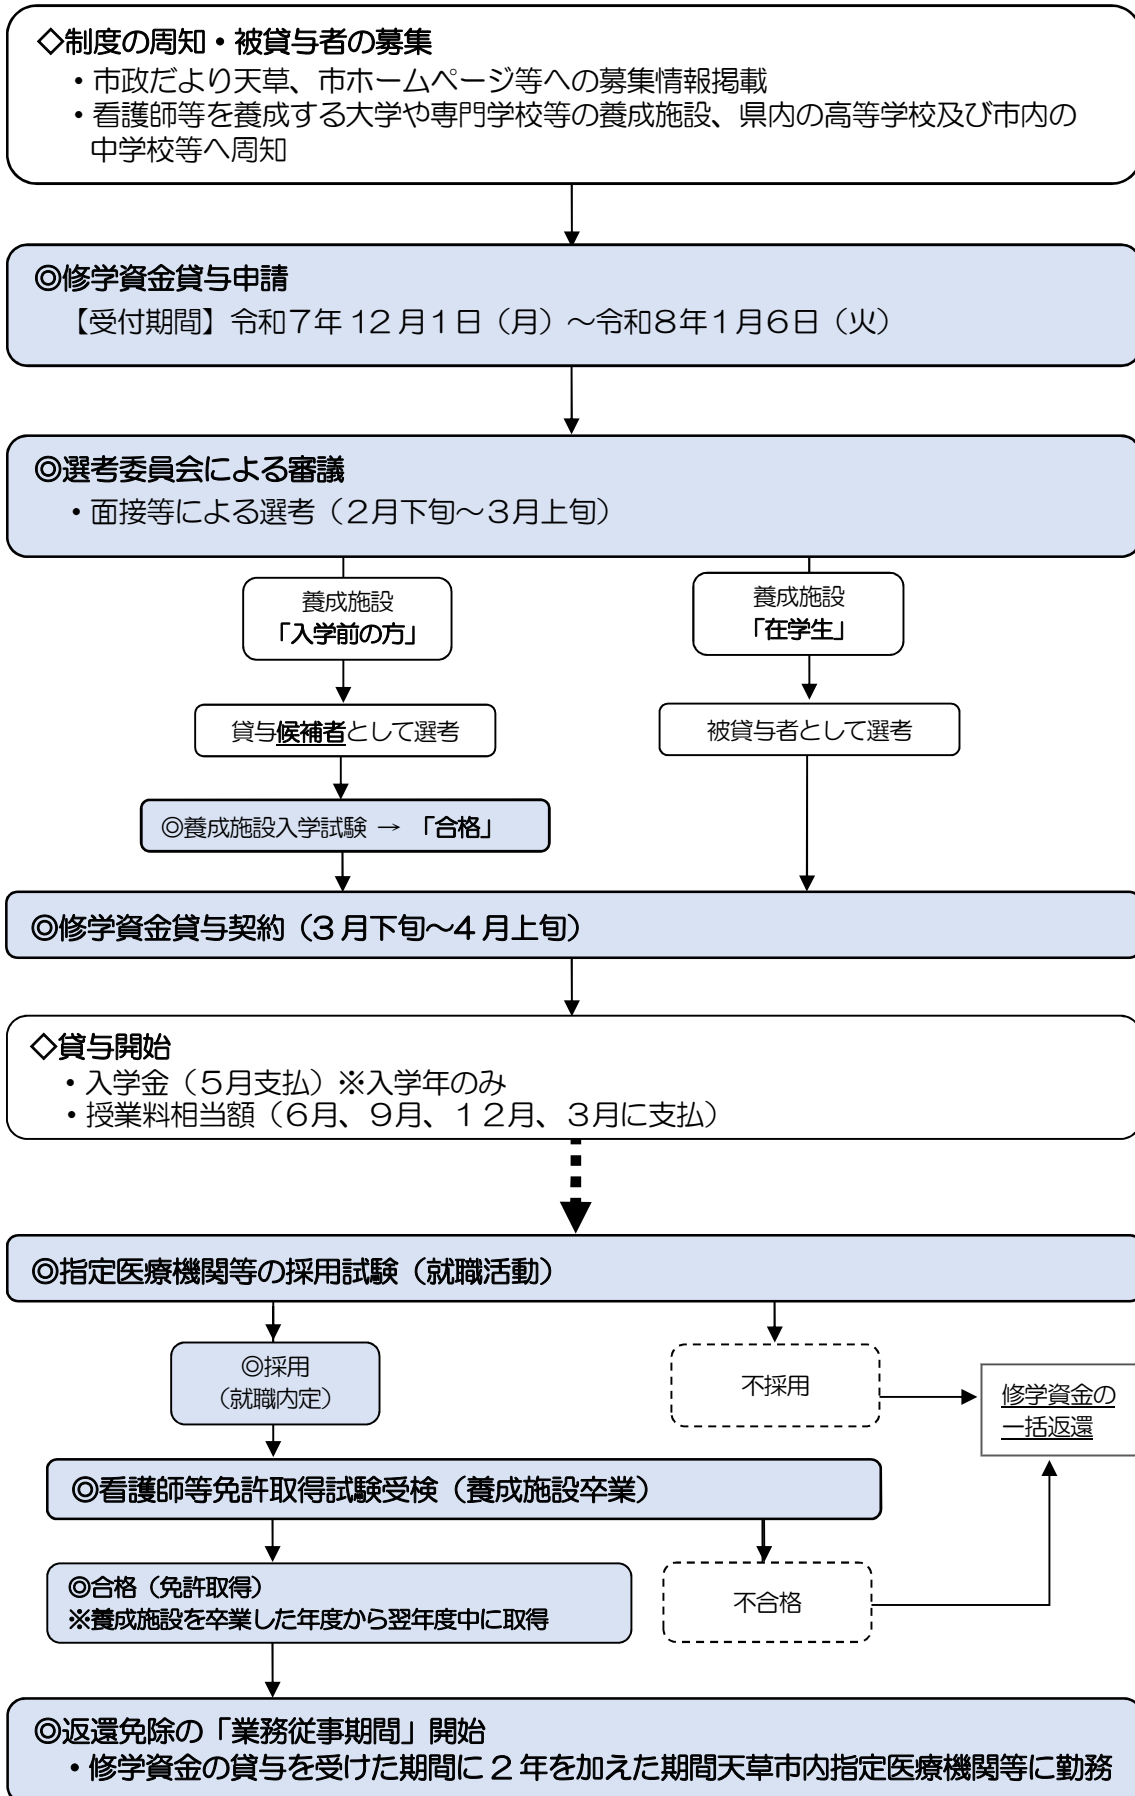 ◇制度の周知・被貸与者の募集
・市政だより天草、市ホームページ等への募集情報掲載
・看護師等を養成する大学や専門学校等の養成施設、県内の高等学校及び市内の
中学校等へ周知
◎修学資金貸与申請
【受付期間】令和７年12月１日（月）～令和８年１月６日（火）
◎選考委員会による審議
・面接等による選考（２月下旬～３月上旬）
養成施設
「入学前の方」
養成施設
「在学生」
貸与候補者として選考
被貸与者として選考
◎養成施設入学試験 → 「合格」
◎修学資金貸与契約（３月下旬～４月上旬）
◇貸与開始
・入学金（５月支払）※入学年のみ
・授業料相当額（６月、９月、１２月、３月に支払）
◎指定医療機関等の採用試験（就職活動）
◎採用
（就職内定）
不採用
修学資金の
一括返還
◎看護師等免許取得試験受検（養成施設卒業）
◎合格（免許取得）
※養成施設を卒業した年度から翌年度中に取得
不合格
◎返還免除の「業務従事期間」開始
・修学資金の貸与を受けた期間に２年を加えた期間天草市内指定医療機関等に勤務